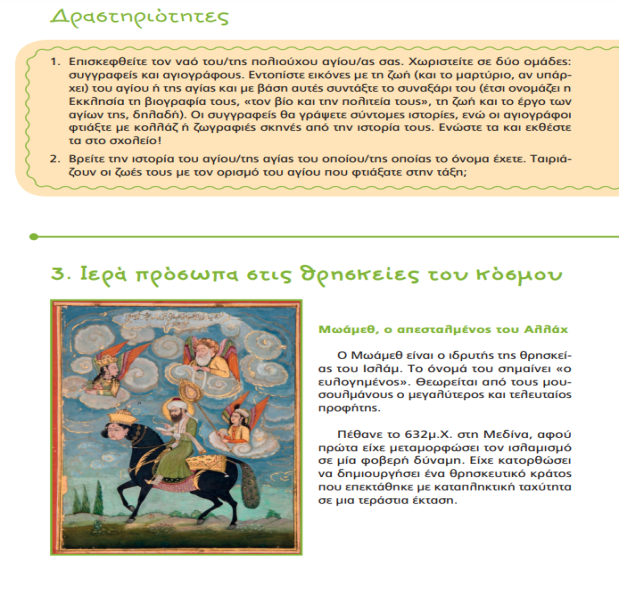 Δραστηριότητες
1. Επισκεφθείτε τον ναό του/της πολιούχου αγίου/ας σας. Χωριστείτε σε δύο ομάδες:
συγγραφείς και αγιογράφους. Εντοπίστε εικόνες με τη ζωή (και το μαρτύριο, αν υπάρ-
χει) του αγίου ή της αγίας και με βάση αυτές συντάξτε το συναξάρι του (έτσι ονομάζει η
Εκκλησία τη βιογραφία τους, «τον βίο και την πολιτεία τους», τη ζωή και το έργο των
αγίων της, δηλαδή). Οι συγγραφείς θα γράψετε σύντομες ιστορίες, ενώ οι αγιογράφοι
φτιάξτε με κολλάζ ή ζωγραφιές σκηνές από την ιστορία τους. Ενώστε τα και εκθέστε
τα στο σχολείο!
2. Βρείτε την ιστορία του αγίου/της αγίας του οποίου/της οποίας το όνομα έχετε. Ταιριά-
ζουν οι ζωές τους με τον ορισμό του αγίου που φτιάξατε στην τάξη;
3. Ιερά πρόσωπα στις θρησκείες του κόσμου
Μωάμεθ, ο απεσταλμένος του Αλλάχ
Ο Μωάμεθ είναι ο ιδρυτής της θρησκεί-
ας του Ισλάμ. Το όνομά του σημαίνει «ο
ευλογημένος». Θεωρείται από τους μου-
σουλμάνους ο μεγαλύτερος και τελευταίος
προφήτης.
Πέθανε το 632μ.Χ. στη Μεδίνα, αφού
πρώτα είχε μεταμορφώσει τον ισλαμισμό
σε μία φοβερή δύναμη. Είχε κατορθώσει
να δημιουργήσει ένα θρησκευτικό κράτος
που επεκτάθηκε με καταπληκτική ταχύτητα
σε μια τεράστια έκταση.